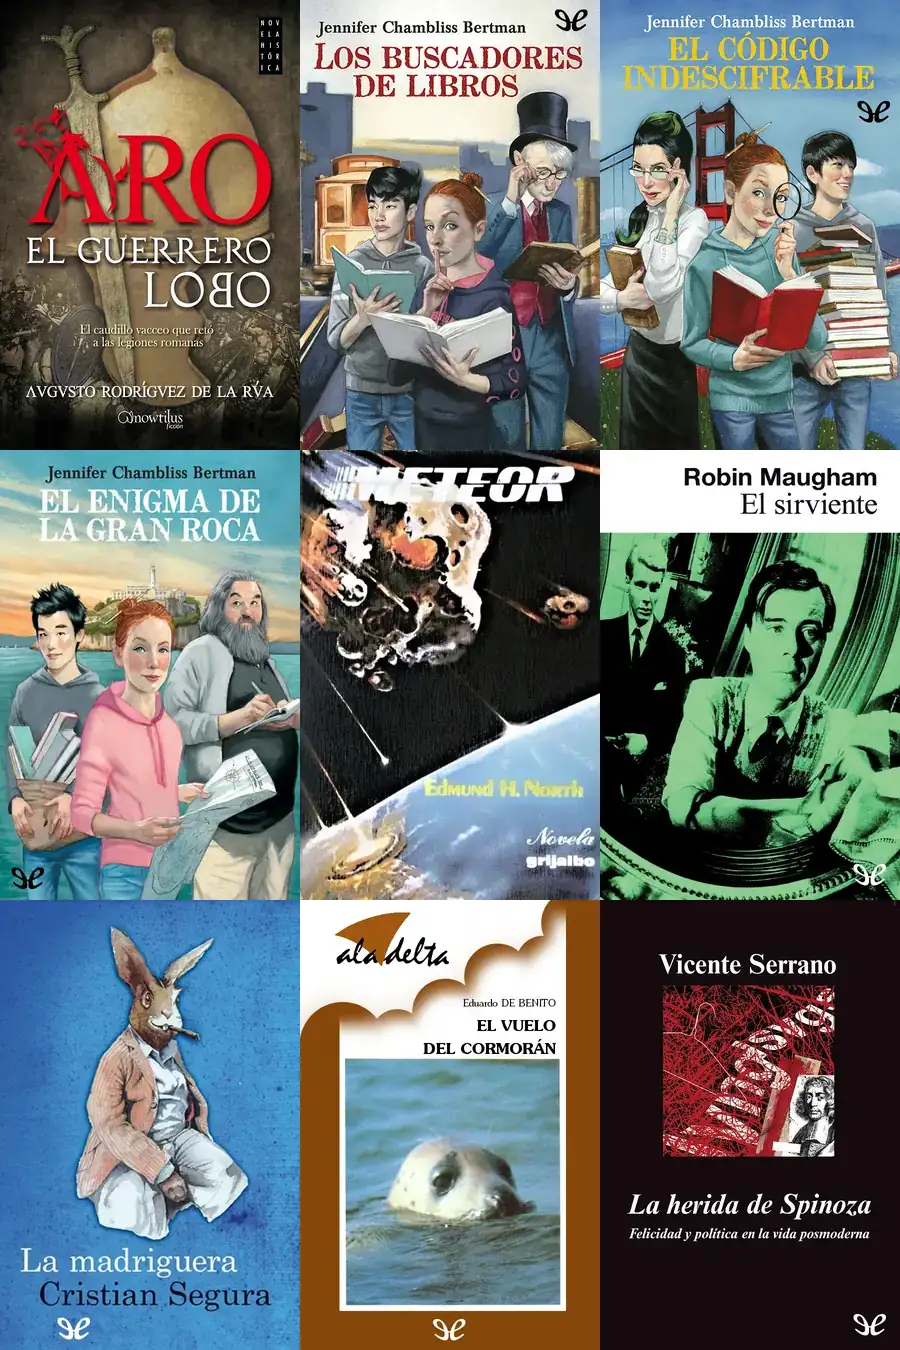 NOVELA HISTÓRICA
ARO
EL GUERRERO
LOBO
El caudillo vacceo que retó
a las legiones romanas
AVGVSTO RODRÍGVEZ DE LA RVA
nowtilus
ficción
Jennifer Chambliss Bertman
LOS BUSCADORES
DE LIBROS
Jennifer Chambliss Bertman
EL CÓDIGO
INDESCIFRABLE
Jennifer Chambliss Bertman
EL ENIGMA DE
LA GRAN ROCA
METEOR
Edmund H. North
Novela
grijalbo
Robin Maugham
El sirviente
La madriguera
Cristian Segura
ala delta
Eduardo DE BENITO
EL VUELO
DEL CORMORÁN
Vicente Serrano
La herida de Spinoza
Felicidad y política en la vida posmoderna